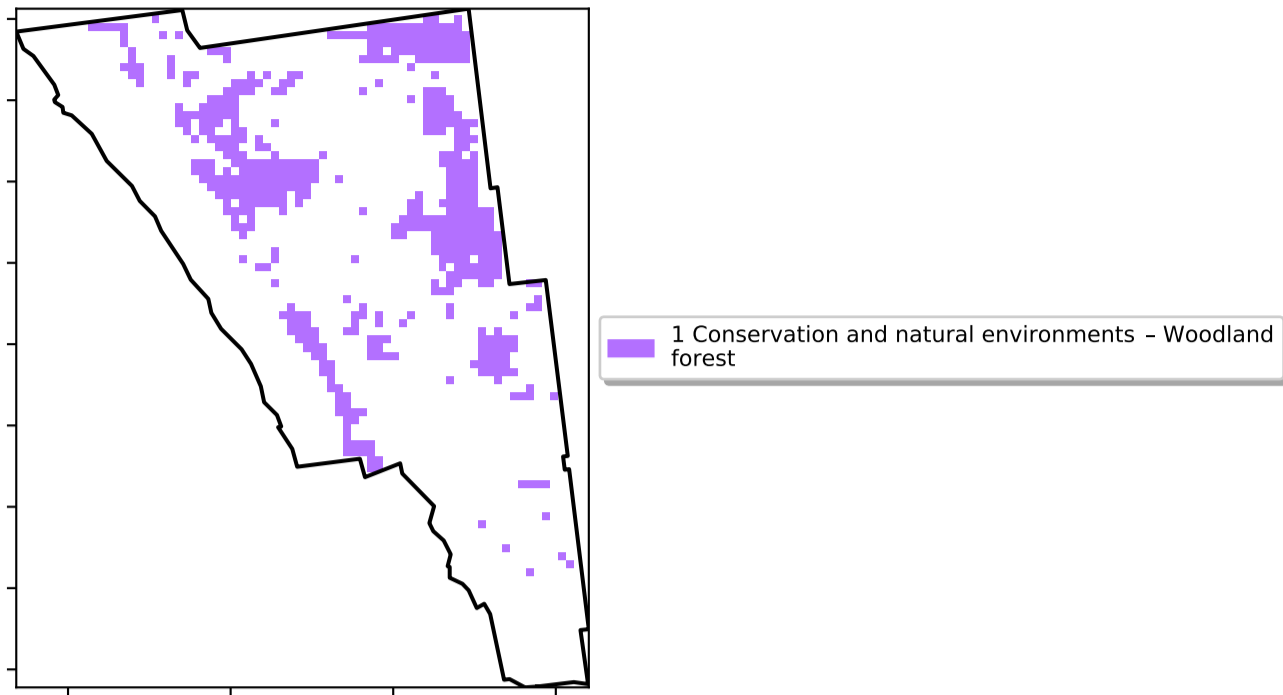 1 Conservation and natural environments – Woodland
forest